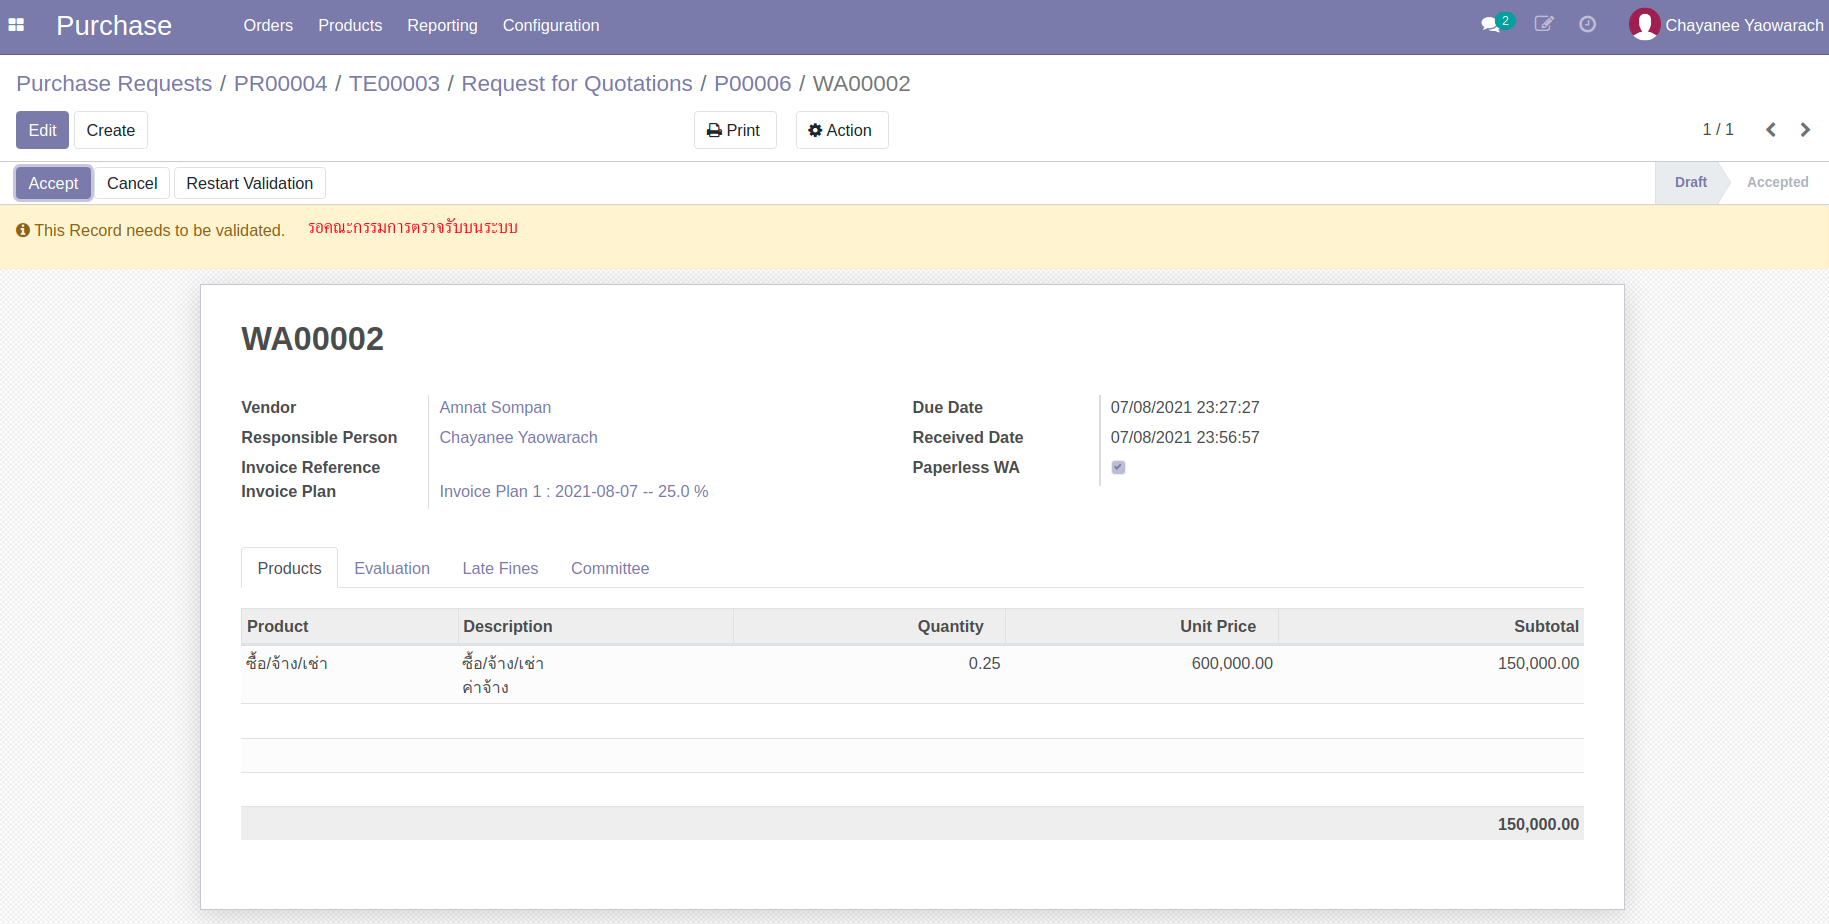 Purchase Orders Products Reporting Configuration 2 Chayanee Yaowarach
Purchase Requests / PR00004 / TE00003 / Request for Quotations / P00006 / WA00002
Edit Create Print Action 1 / 1
Accept Cancel Restart Validation Draft Accepted
This Record needs to be validated. รอคณะกรรมการตรวจรับบนระบบ
WA00002
Vendor Amnat Sompan Due Date 07/08/2021 23:27:27
Responsible Person Chayanee Yaowarach Received Date 07/08/2021 23:56:57
Invoice Reference Paperless WA
Invoice Plan Invoice Plan 1 : 2021-08-07 -- 25.0 %
Products Evaluation Late Fines Committee
Product Description Quantity Unit Price Subtotal
ซื้อ/จ้าง/เช่า ซื้อ/จ้าง/เช่า 0.25 600,000.00 150,000.00
ค่าจ้าง
150,000.00